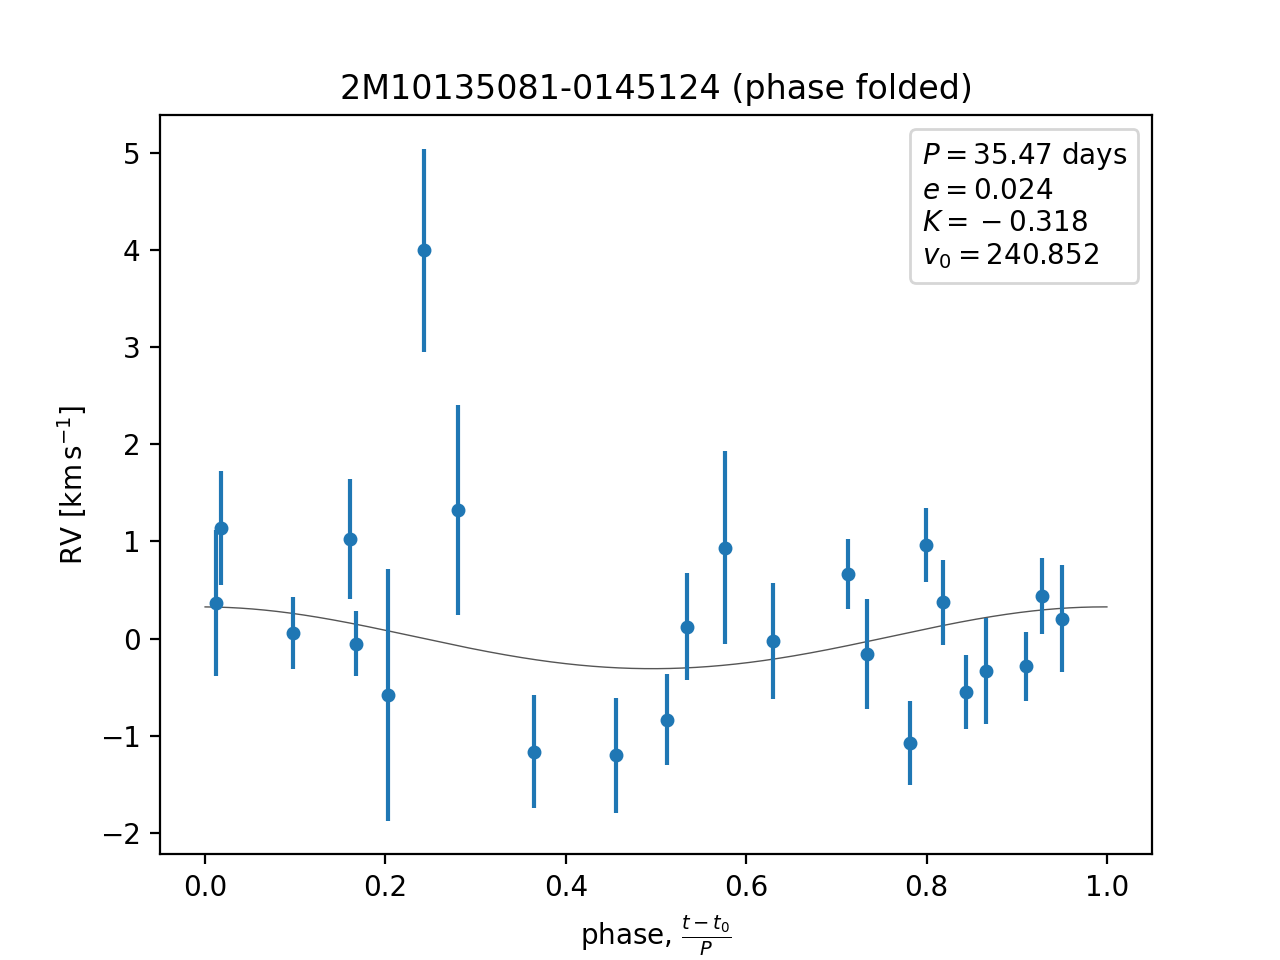 2M10135081-0145124 (phase folded)
P = 35.47 days
e = 0.024
K = −0.318
v₀ = 240.852
5
4
3
2
1
0
−1
−2
RV [km s⁻¹]
0.0 0.2 0.4 0.6 0.8 1.0
phase, (t − t₀)/P